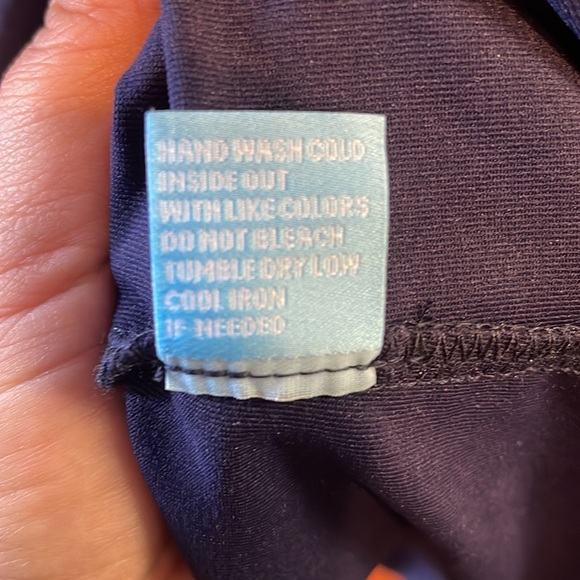 HAND WASH COLD
INSIDE OUT
WITH LIKE COLORS
DO NOT BLEACH
TUMBLE DRY LOW
COOL IRON
IF NEEDED